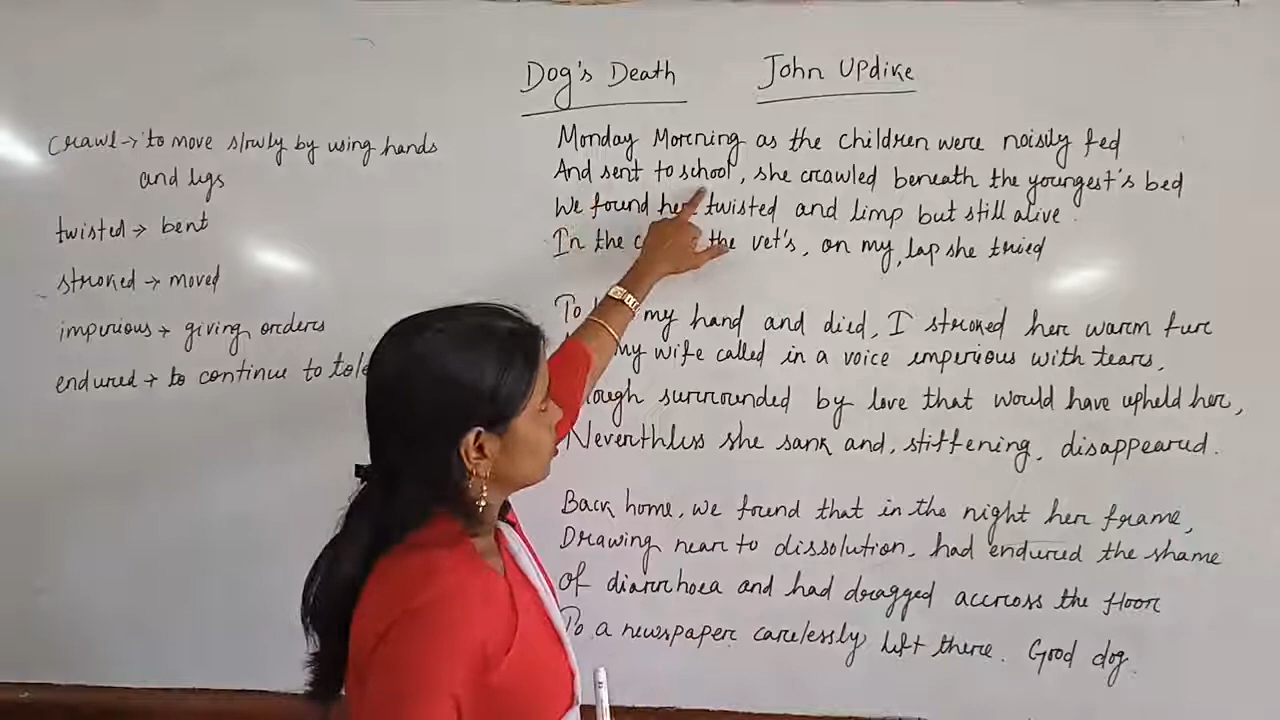 Dog's Death John Updike
Crawl → to move slowly by using hands
and legs
twisted → bent
stroked → moved
imperious → giving orders
endured → to continue to
Monday Morning as the children were noisily fed
And sent to school, she crawled beneath the youngest's bed
We found her twisted and limp but still alive.
In the the vet's, on my lap she tried
To my hand and died, I stroked her warm fur
my wife called in a voice imperious with tears,
surrounded by love that would have upheld her,
Nevertheless she sank and, stiffening, disappeared.
Back home, we found that in the night her frame,
Drawing near to dissolution, had endured the shame
of diarrhoea and had dragged accross the floor
To a newspaper carelessly left there. Good dog.